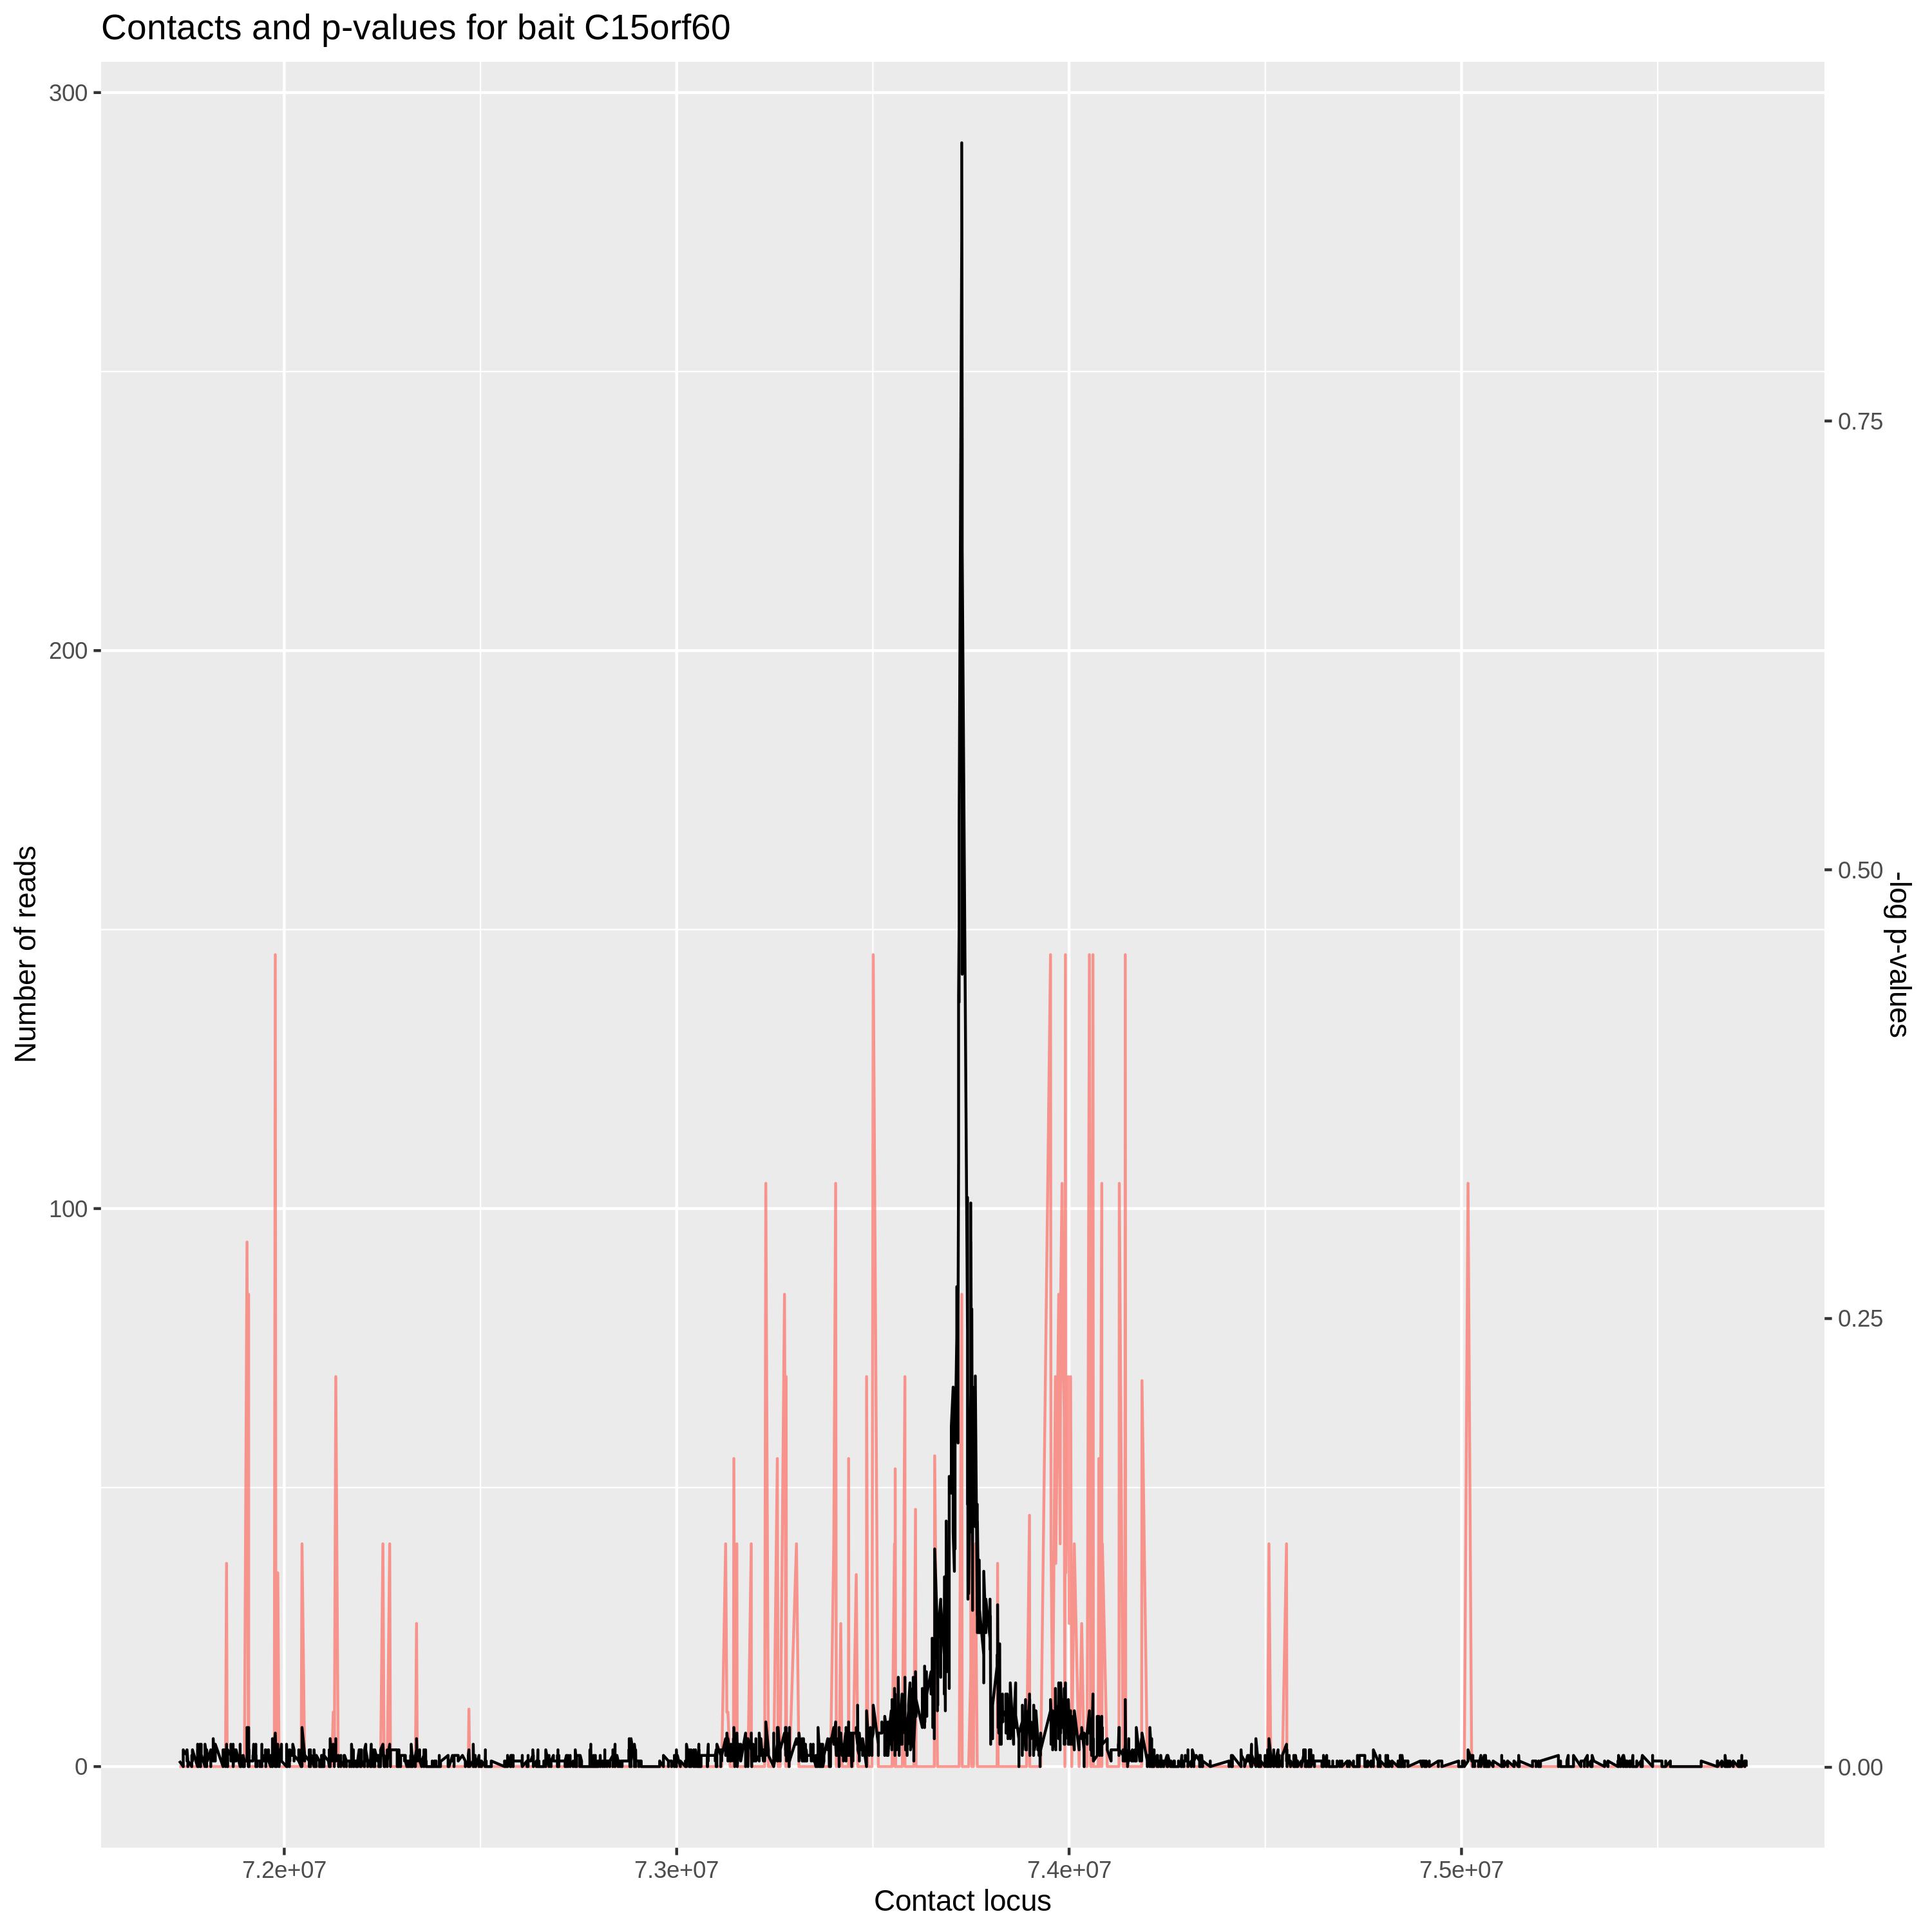 Contacts and p-values for bait C15orf60
300
200
100
0
Number of reads
0.75
0.50
0.25
0.00
-log p-values
7.2e+07
7.3e+07
7.4e+07
7.5e+07
Contact locus